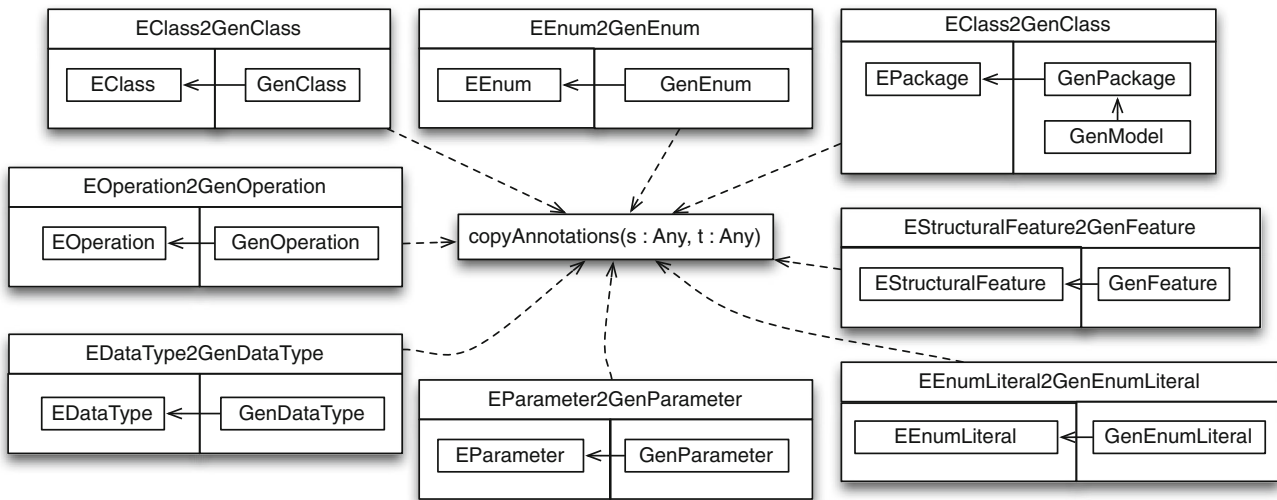 EClass2GenClass
EClass
GenClass
EEnum2GenEnum
EEnum
GenEnum
EClass2GenClass
EPackage
GenPackage
GenModel
EOperation2GenOperation
EOperation
GenOperation
copyAnnotations(s : Any, t : Any)
EStructuralFeature2GenFeature
EStructuralFeature
GenFeature
EDataType2GenDataType
EDataType
GenDataType
EParameter2GenParameter
EParameter
GenParameter
EEnumLiteral2GenEnumLiteral
EEnumLiteral
GenEnumLiteral